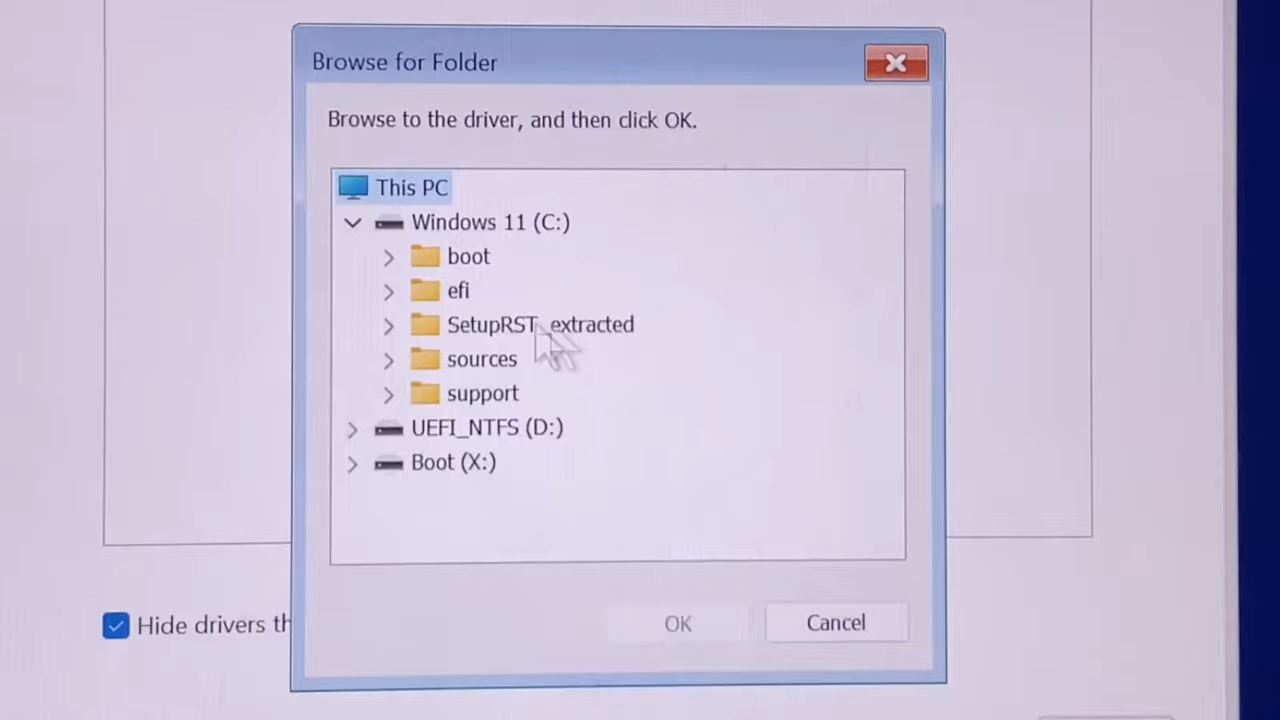 Browse for Folder
Browse to the driver, and then click OK.
This PC
Windows 11 (C:)
boot
efi
SetupRST_extracted
sources
support
UEFI_NTFS (D:)
Boot (X:)
Hide drivers
OK
Cancel